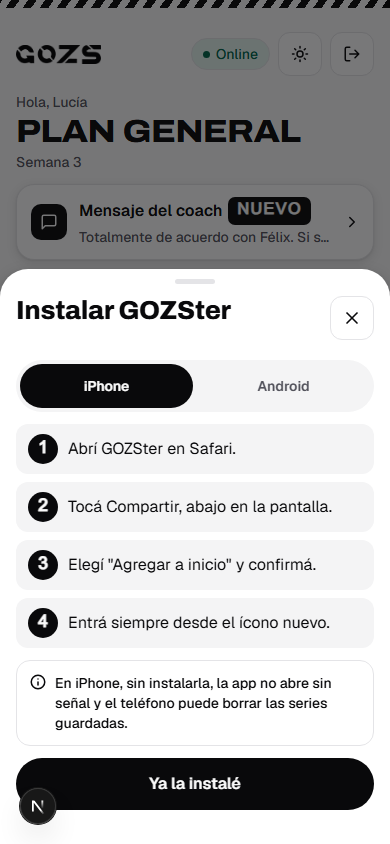 GOZS
Online
Hola, Lucía
PLAN GENERAL
Semana 3
Mensaje del coach NUEVO
Totalmente de acuerdo con Félix. Si s...
Instalar GOZSter
iPhone
Android
1 Abrí GOZSter en Safari.
2 Tocá Compartir, abajo en la pantalla.
3 Elegí "Agregar a inicio" y confirmá.
4 Entrá siempre desde el ícono nuevo.
En iPhone, sin instalarla, la app no abre sin
señal y el teléfono puede borrar las series
guardadas.
Ya la instalé
N